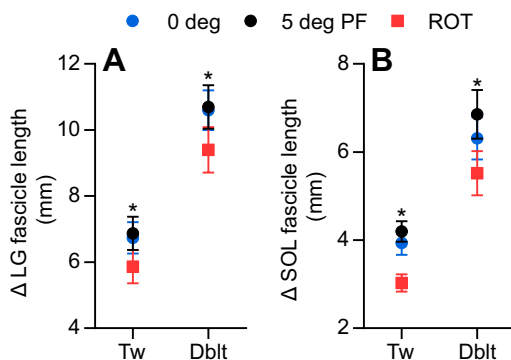 0 deg 5 deg PF ROT
A
Δ LG fascicle length
(mm)
12
10
8
6
4
*
*
Tw Dblt
B
Δ SOL fascicle length
(mm)
8
6
4
2
*
*
Tw Dblt